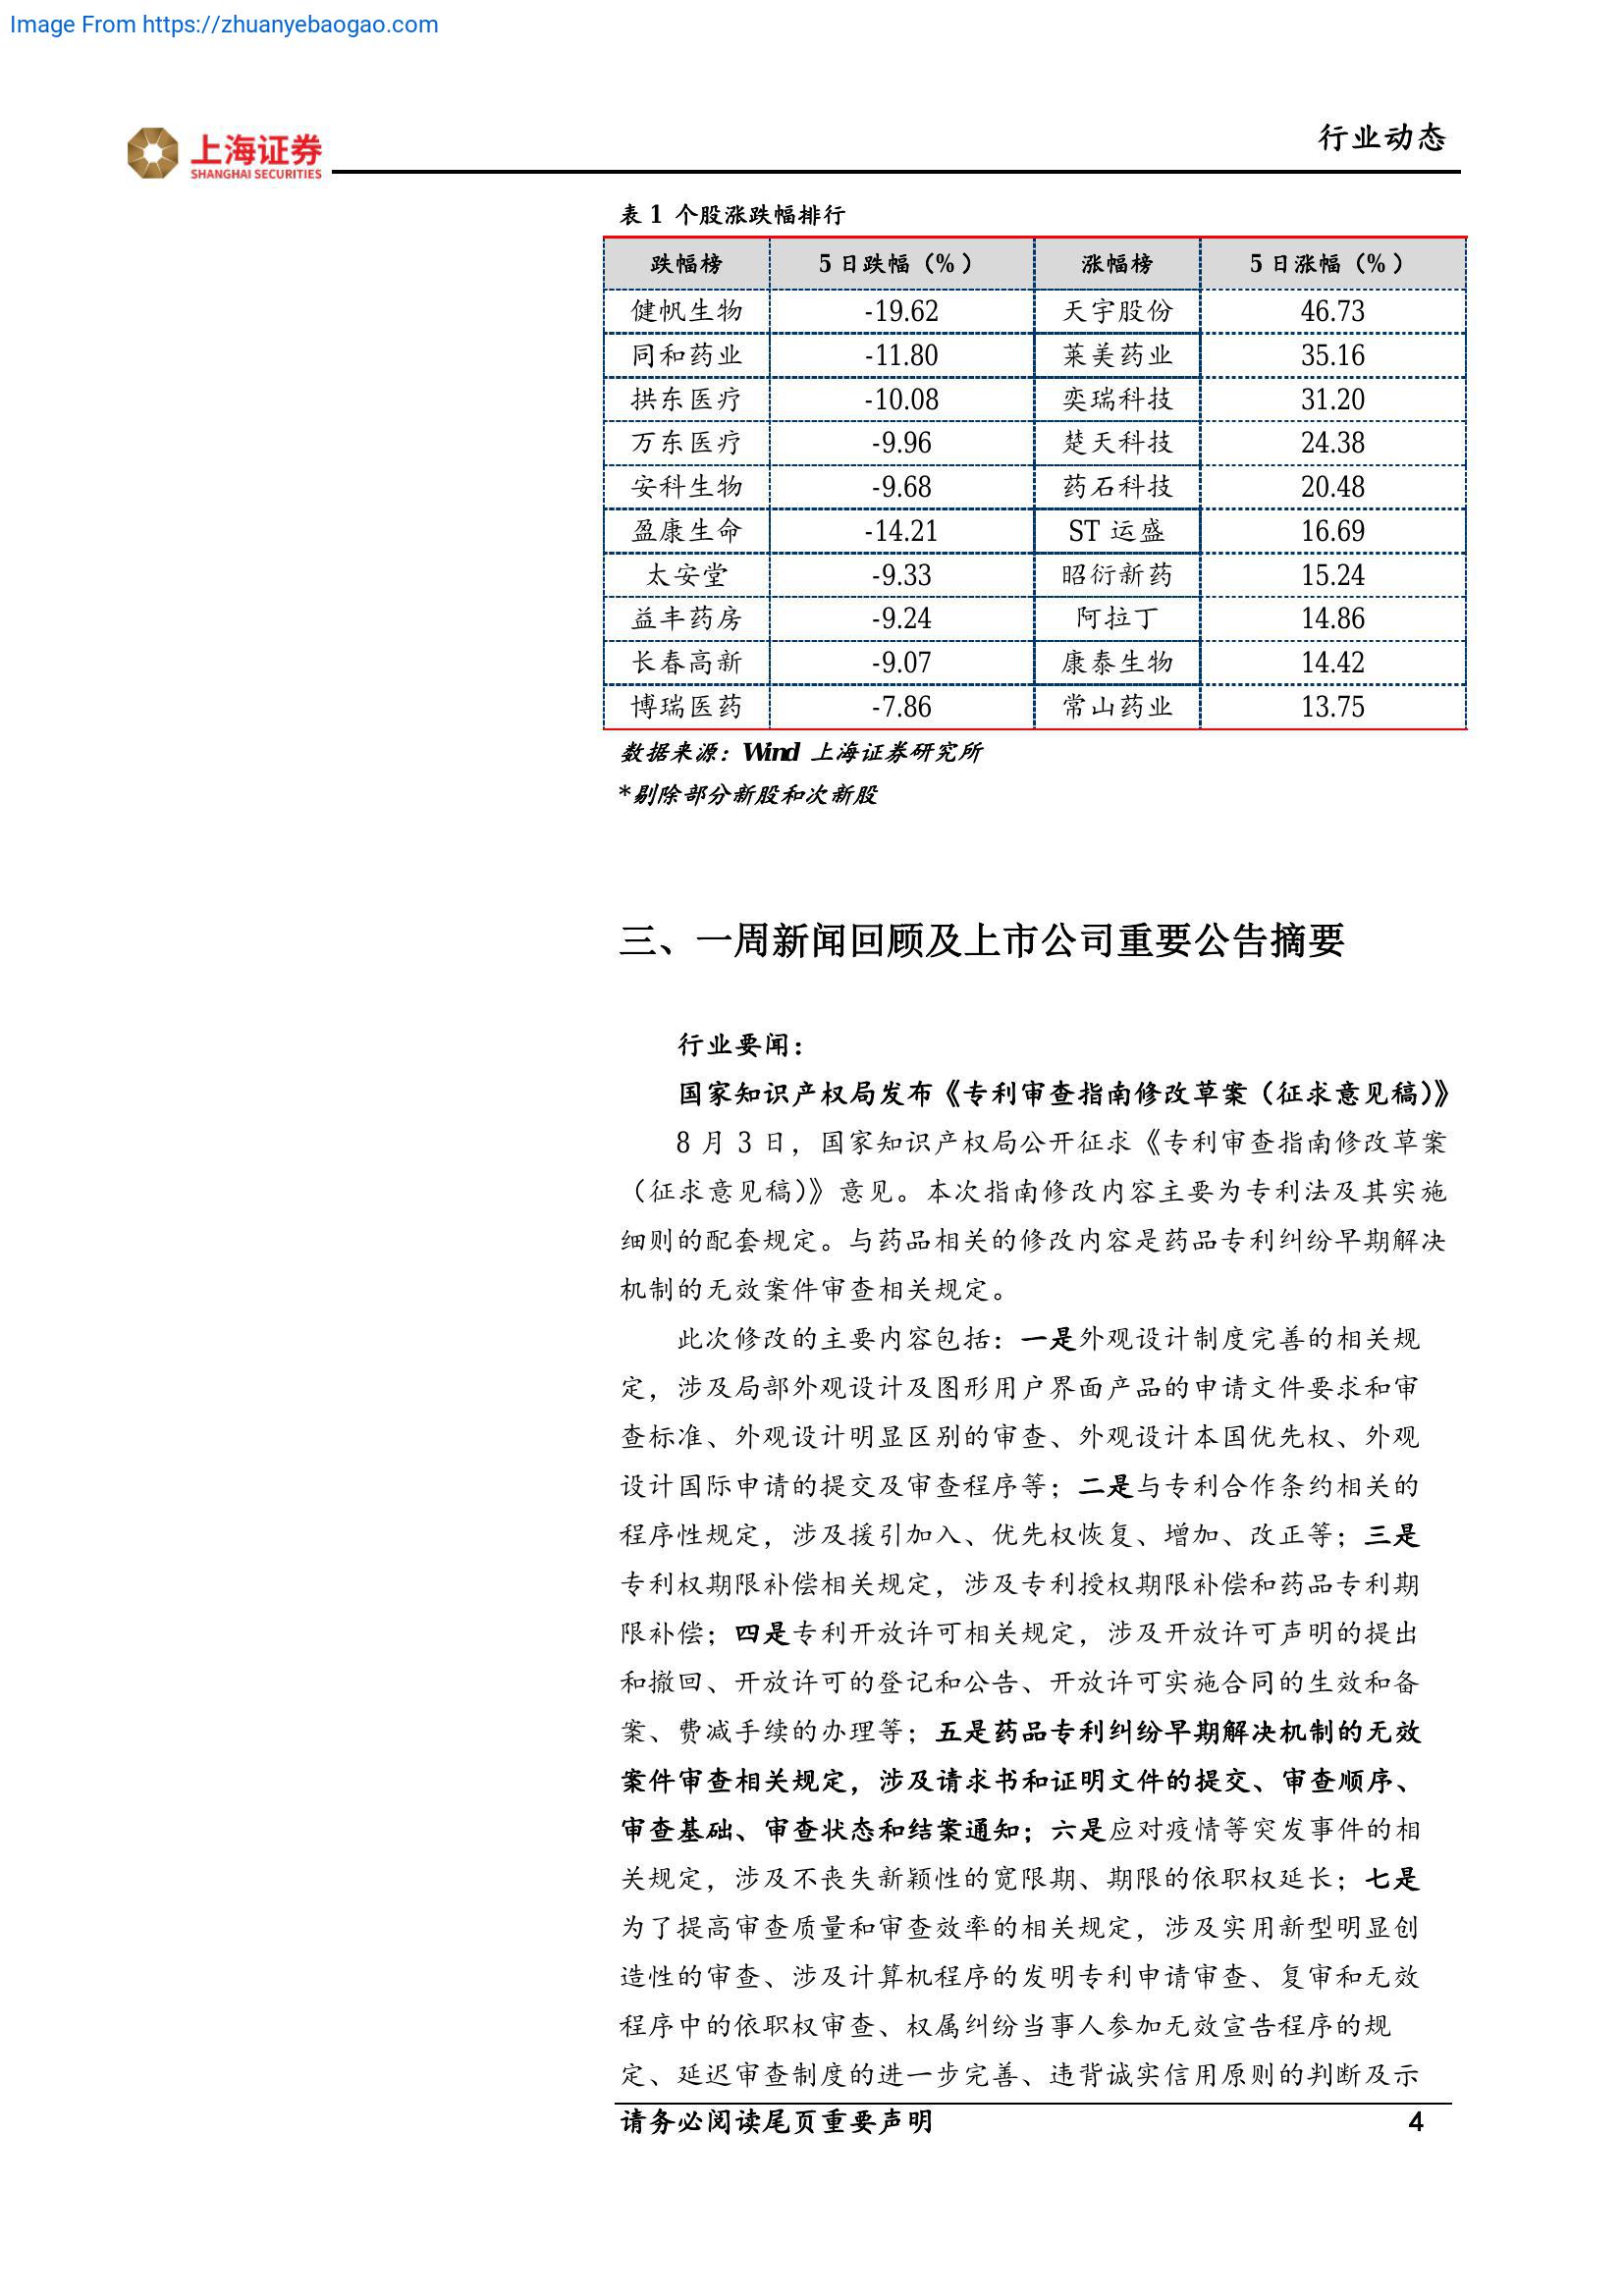 Image From https://zhuanyebaogao.com
上海证券
SHANGHAI SECURITIES
行业动态
表 1 个股涨跌幅排行
跌幅榜 5 日跌幅（%） 涨幅榜 5 日涨幅（%）
健帆生物 -19.62 天宇股份 46.73
同和药业 -11.80 莱美药业 35.16
拱东医疗 -10.08 奕瑞科技 31.20
万东医疗 -9.96 楚天科技 24.38
安科生物 -9.68 药石科技 20.48
盈康生命 -14.21 ST 运盛 16.69
太安堂 -9.33 昭衍新药 15.24
益丰药房 -9.24 阿拉丁 14.86
长春高新 -9.07 康泰生物 14.42
博瑞医药 -7.86 常山药业 13.75
数据来源：Wind 上海证券研究所
*剔除部分新股和次新股
三、一周新闻回顾及上市公司重要公告摘要
行业要闻：
国家知识产权局发布《专利审查指南修改草案（征求意见稿）》
8 月 3 日，国家知识产权局公开征求《专利审查指南修改草案
（征求意见稿）》意见。本次指南修改内容主要为专利法及其实施
细则的配套规定。与药品相关的修改内容是药品专利纠纷早期解决
机制的无效案件审查相关规定。
此次修改的主要内容包括：一是外观设计制度完善的相关规
定，涉及局部外观设计及图形用户界面产品的申请文件要求和审
查标准、外观设计明显区别的审查、外观设计本国优先权、外观
设计国际申请的提交及审查程序等；二是与专利合作条约相关的
程序性规定，涉及援引加入、优先权恢复、增加、改正等；三是
专利权期限补偿相关规定，涉及专利授权期限补偿和药品专利期
限补偿；四是专利开放许可相关规定，涉及开放许可声明的提出
和撤回、开放许可的登记和公告、开放许可实施合同的生效和备
案、费减手续的办理等；五是药品专利纠纷早期解决机制的无效
案件审查相关规定，涉及请求书和证明文件的提交、审查顺序、
审查基础、审查状态和结案通知；六是应对疫情等突发事件的相
关规定，涉及不丧失新颖性的宽限期、期限的依职权延长；七是
为了提高审查质量和审查效率的相关规定，涉及实用新型明显创
造性的审查、涉及计算机程序的发明专利申请审查、复审和无效
程序中的依职权审查、权属纠纷当事人参加无效宣告程序的规
定、延迟审查制度的进一步完善、违背诚实信用原则的判断及示
请务必阅读尾页重要声明 4